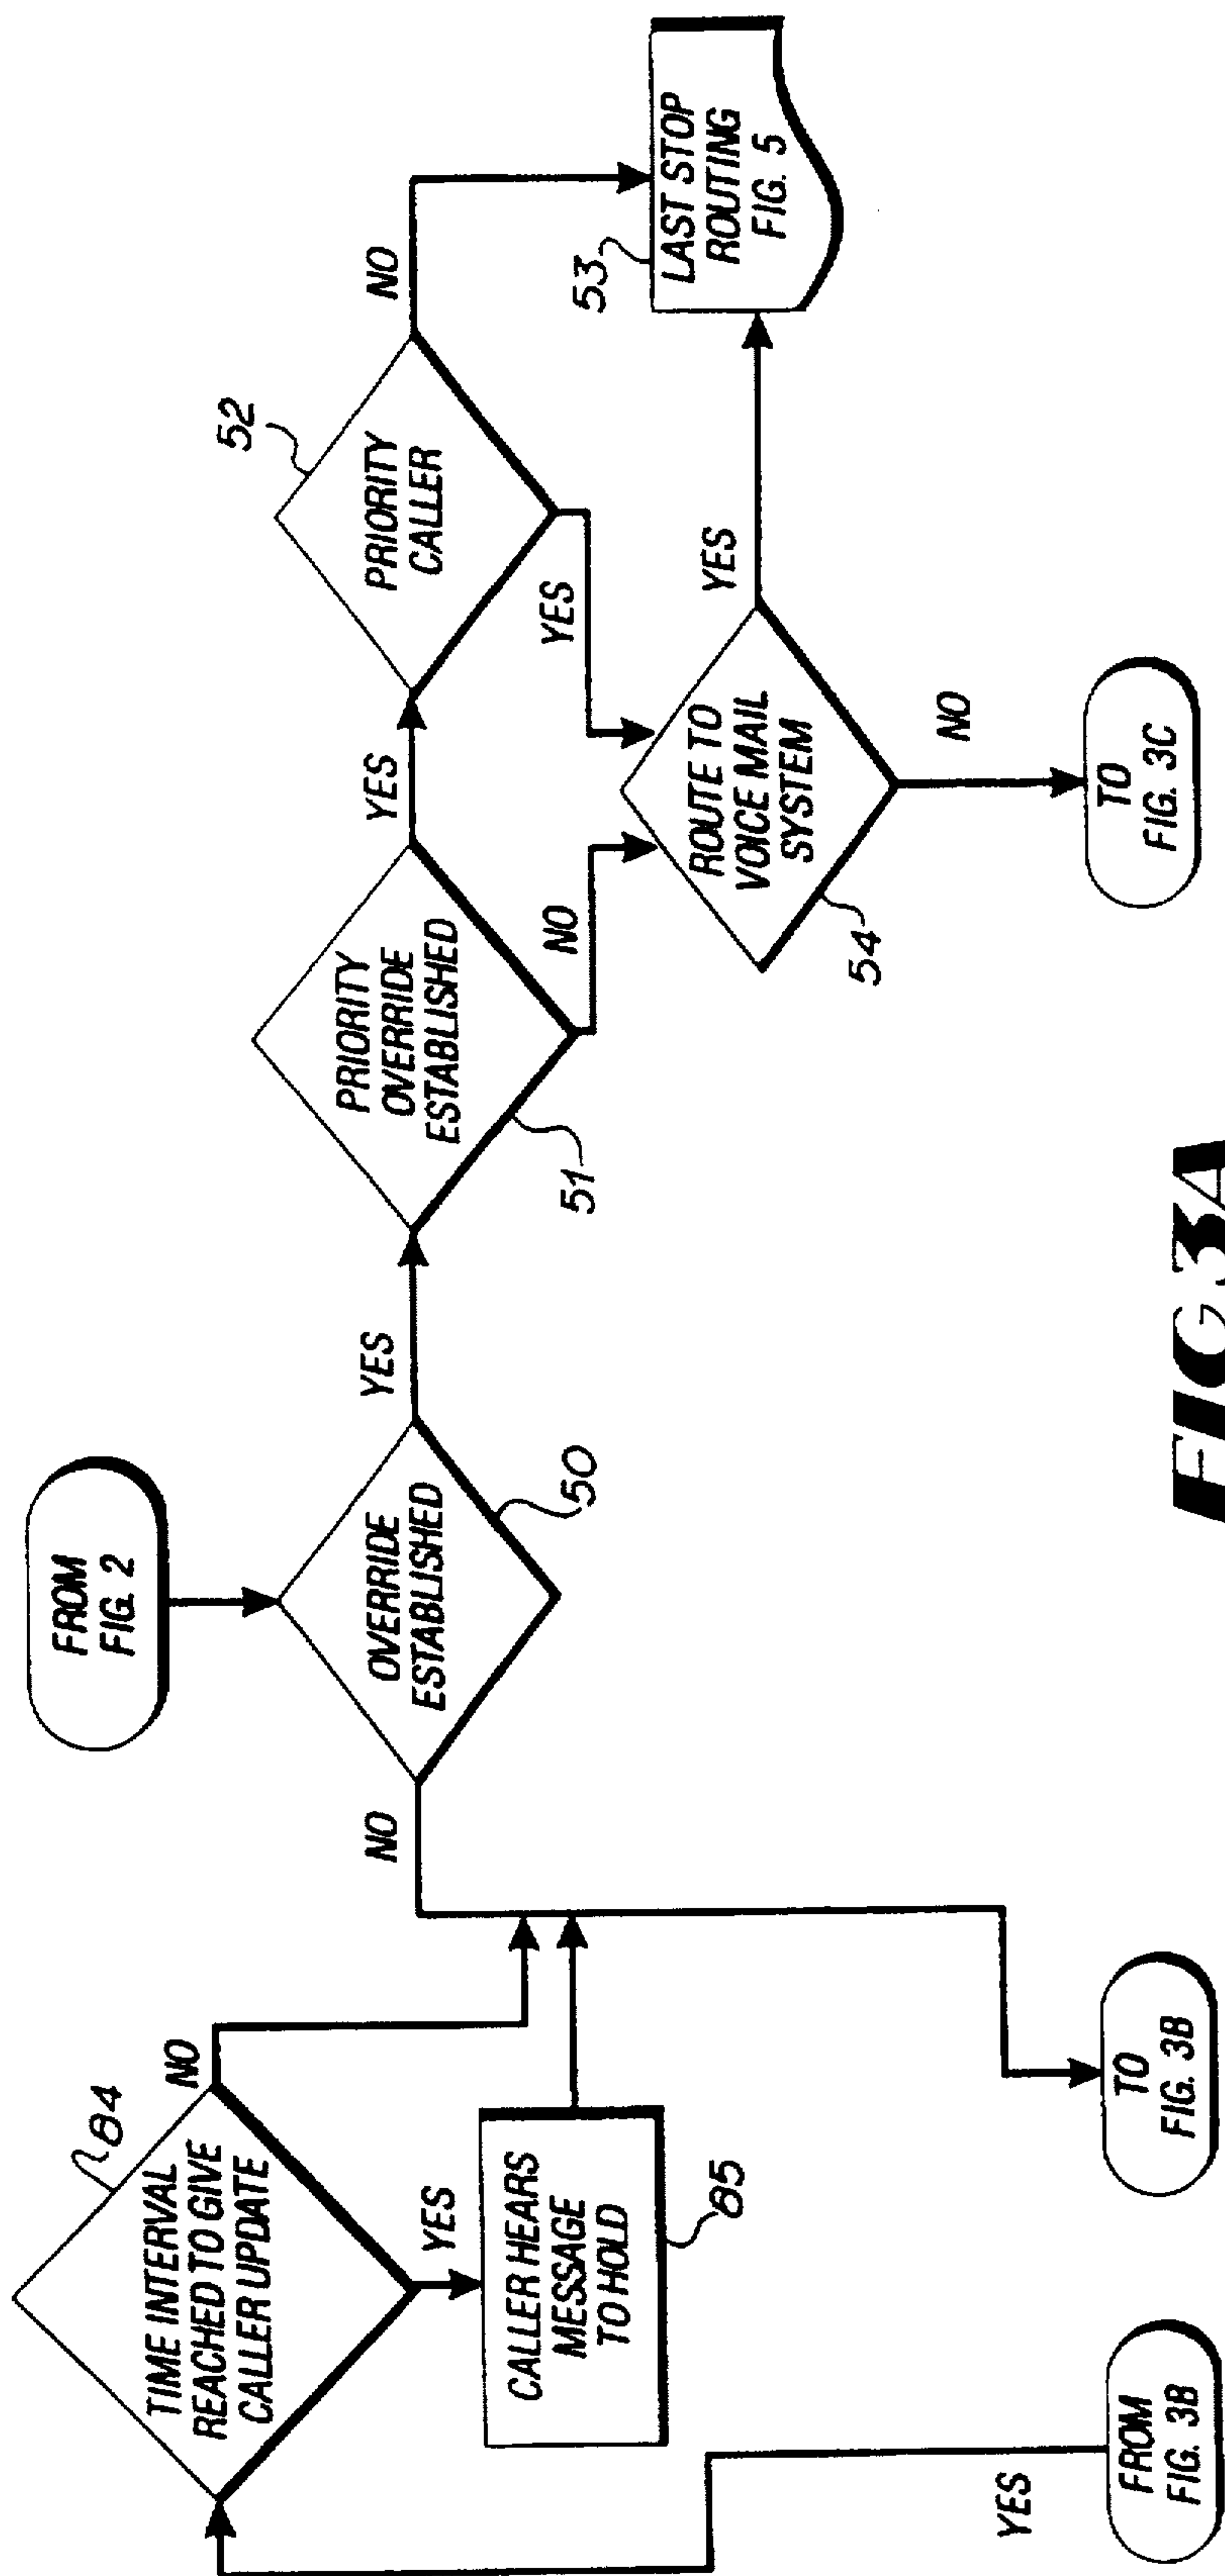 FROM
FIG. 2
TIME INTERVAL
REACHED TO GIVE
CALLER UPDATE
84
NO
YES
CALLER HEARS
MESSAGE
TO HOLD
85
YES
FROM
FIG. 3B
TO
FIG. 3B
NO
OVERRIDE
ESTABLISHED
50
YES
PRIORITY
OVERRIDE
ESTABLISHED
51
YES
NO
PRIORITY
CALLER
52
NO
YES
ROUTE TO
VOICE MAIL
SYSTEM
54
YES
NO
TO
FIG. 3C
53
LAST STOP
ROUTING
FIG. 5
FIG 3A